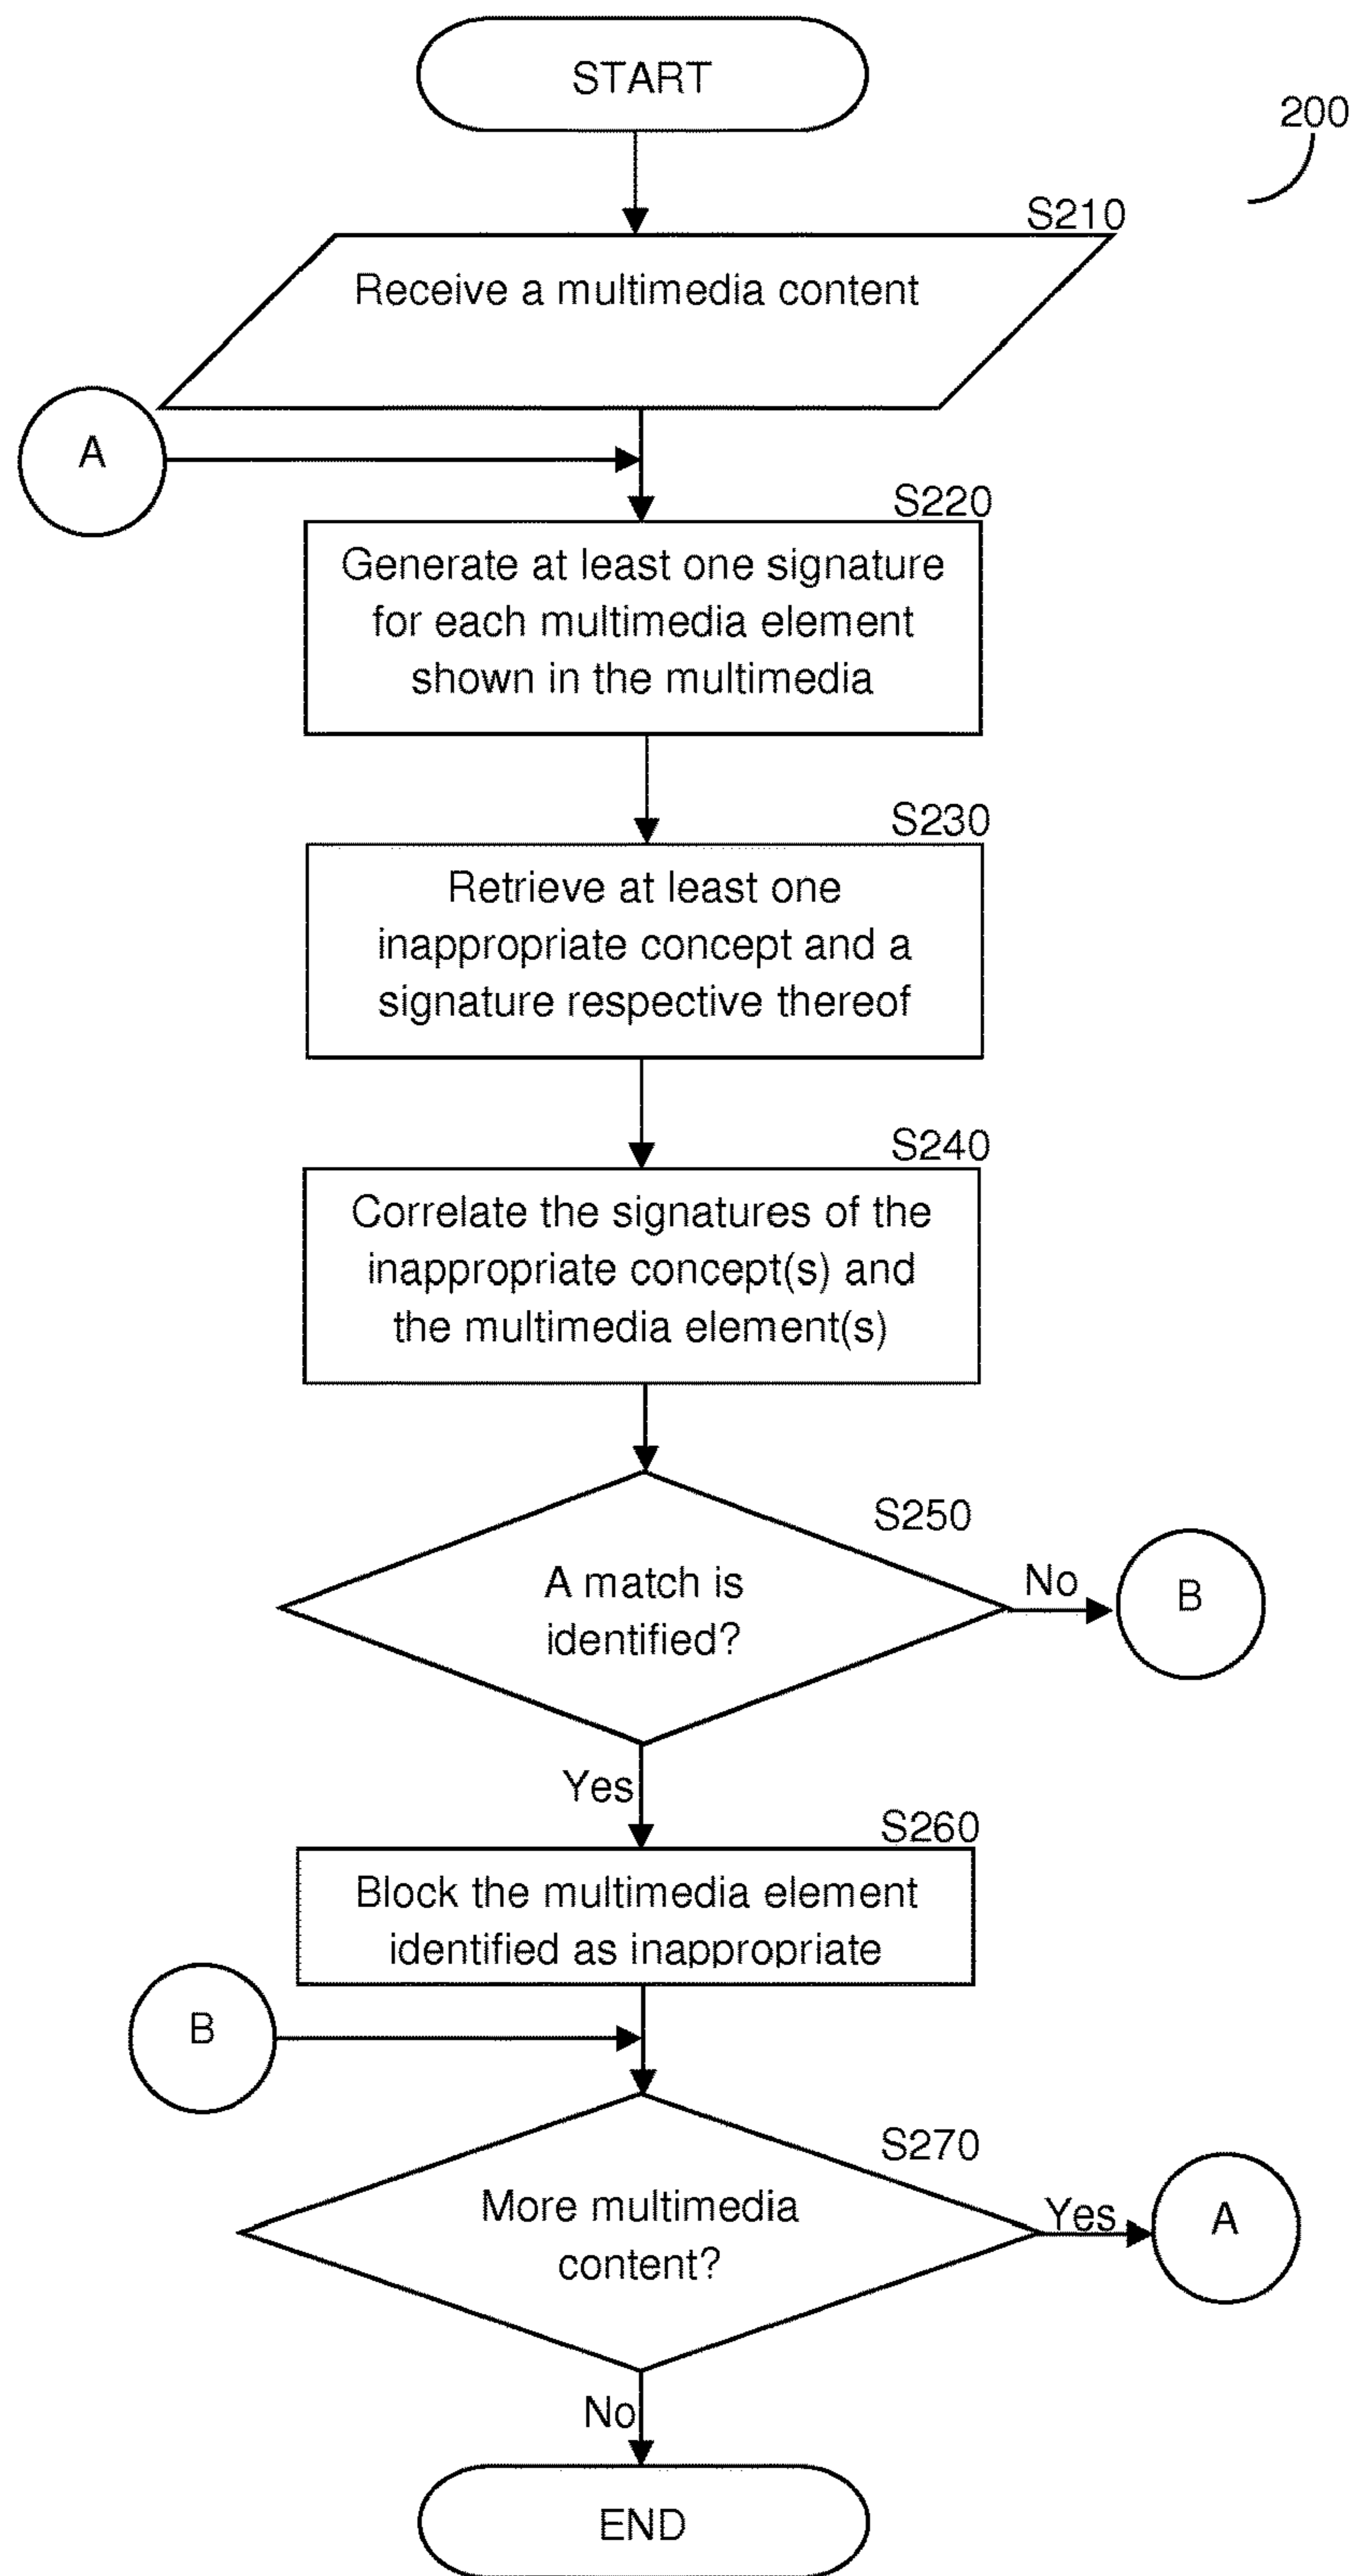 START
200
S210
Receive a multimedia content
A
S220
Generate at least one signature
for each multimedia element
shown in the multimedia
S230
Retrieve at least one
inappropriate concept and a
signature respective thereof
S240
Correlate the signatures of the
inappropriate concept(s) and
the multimedia element(s)
S250
A match is
identified?
No
B
Yes
S260
Block the multimedia element
identified as inappropriate
B
S270
More multimedia
content?
Yes
A
No
END